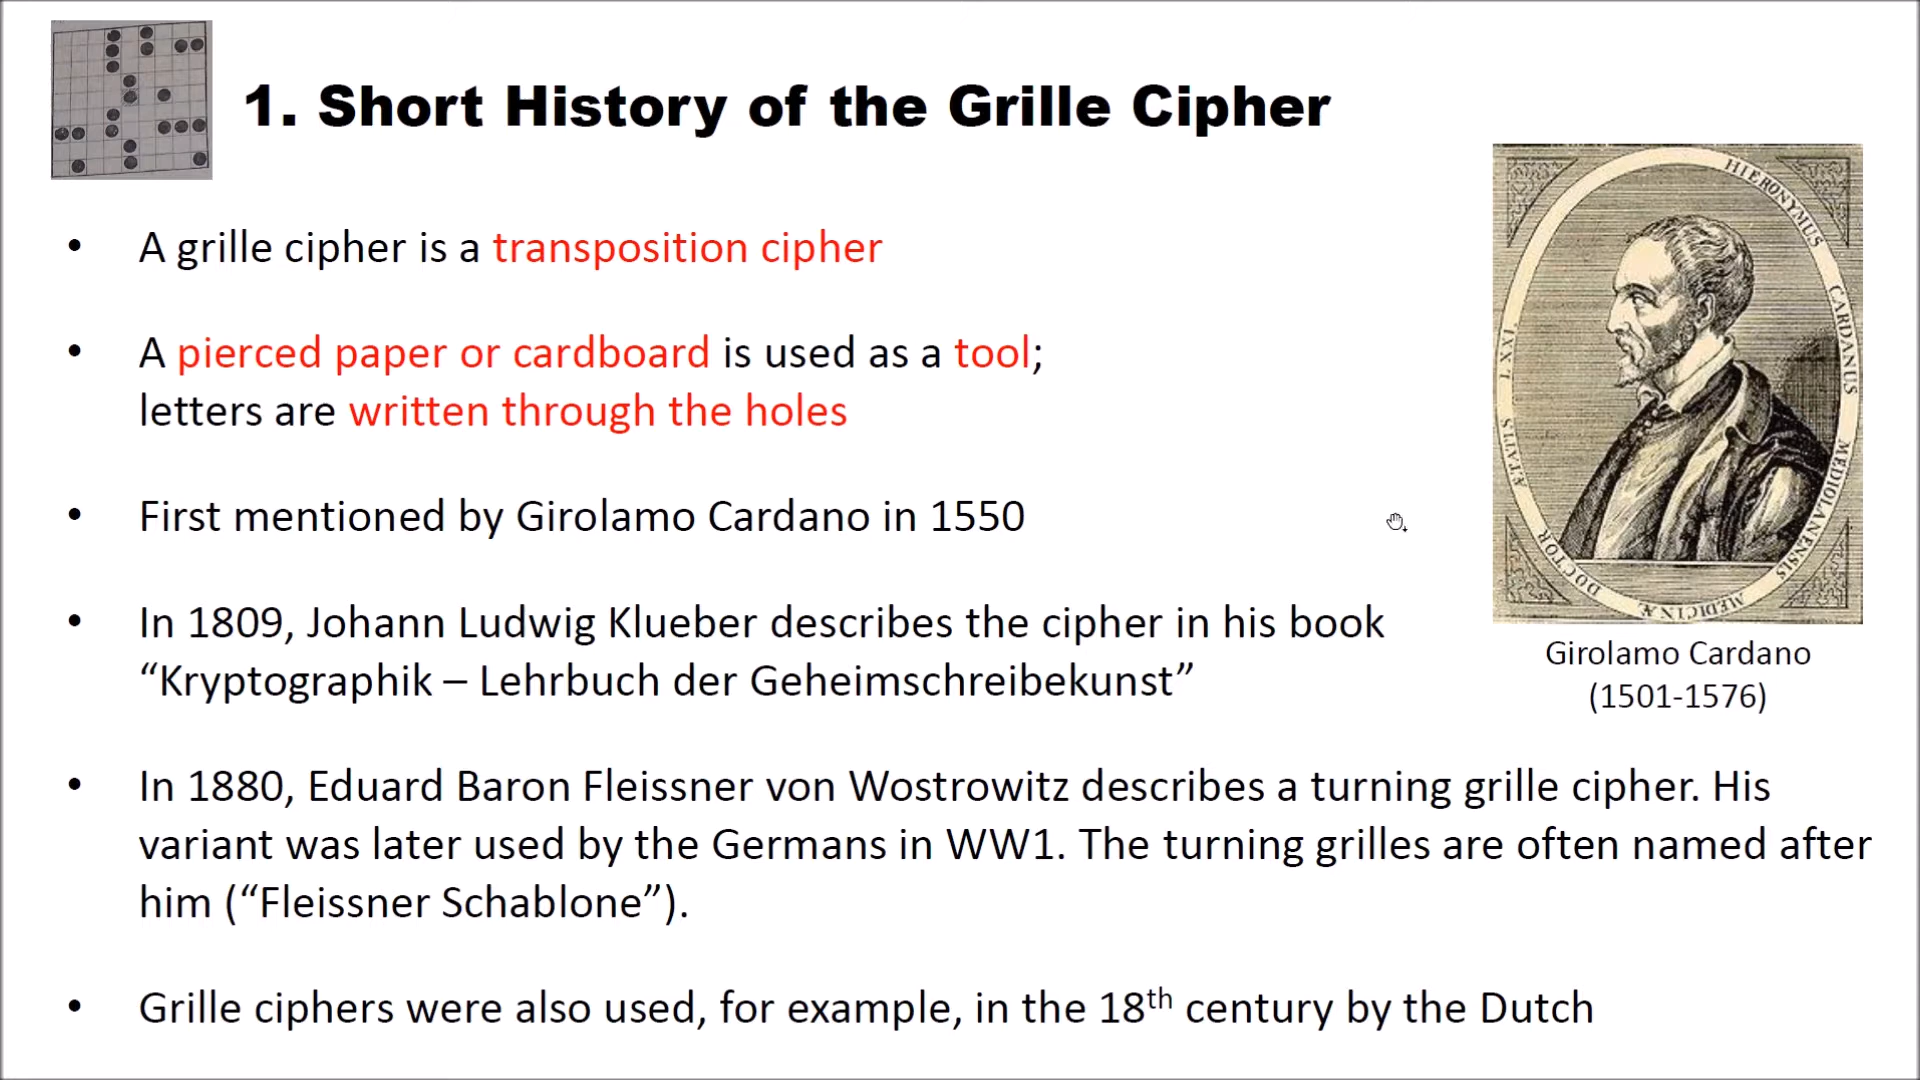 1. Short History of the Grille Cipher
• A grille cipher is a transposition cipher
• A pierced paper or cardboard is used as a tool;
letters are written through the holes
• First mentioned by Girolamo Cardano in 1550
• In 1809, Johann Ludwig Klueber describes the cipher in his book
“Kryptographik – Lehrbuch der Geheimschreibekunst”
• In 1880, Eduard Baron Fleissner von Wostrowitz describes a turning grille cipher. His
variant was later used by the Germans in WW1. The turning grilles are often named after
him (“Fleissner Schablone”).
• Grille ciphers were also used, for example, in the 18th century by the Dutch
HIERONYMUS CARDANUS MEDIOLANENSIS MEDICINÆ DOCTOR ÆTATIS LXXI.
Girolamo Cardano
(1501-1576)